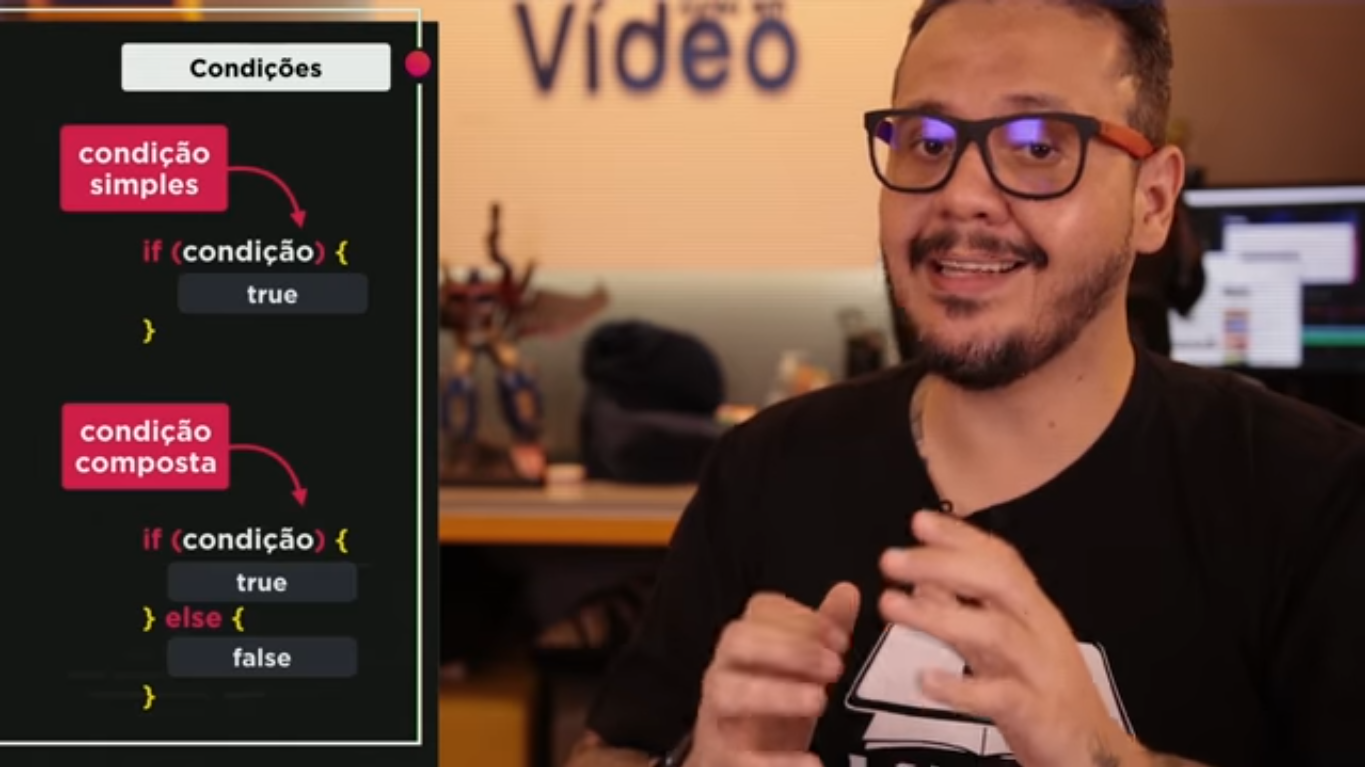 Vídeo
Condições
condição
simples
if (condição) {
true
}
condição
composta
if (condição) {
true
} else {
false
}